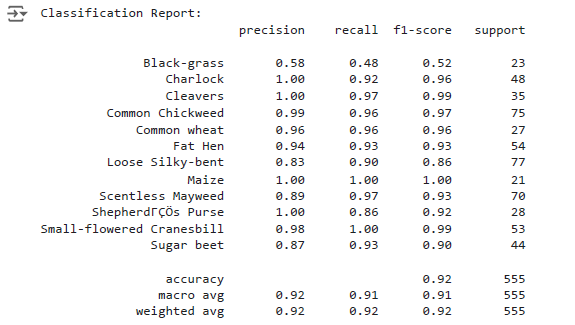 Classification Report:
precision recall f1-score support
Black-grass 0.58 0.48 0.52 23
Charlock 1.00 0.92 0.96 48
Cleavers 1.00 0.97 0.99 35
Common Chickweed 0.99 0.96 0.97 75
Common wheat 0.96 0.96 0.96 27
Fat Hen 0.94 0.93 0.93 54
Loose Silky-bent 0.83 0.90 0.86 77
Maize 1.00 1.00 1.00 21
Scentless Mayweed 0.89 0.97 0.93 70
ShepherdΓÇÖs Purse 1.00 0.86 0.92 28
Small-flowered Cranesbill 0.98 1.00 0.99 53
Sugar beet 0.87 0.93 0.90 44
accuracy 0.92 555
macro avg 0.92 0.91 0.91 555
weighted avg 0.92 0.92 0.92 555